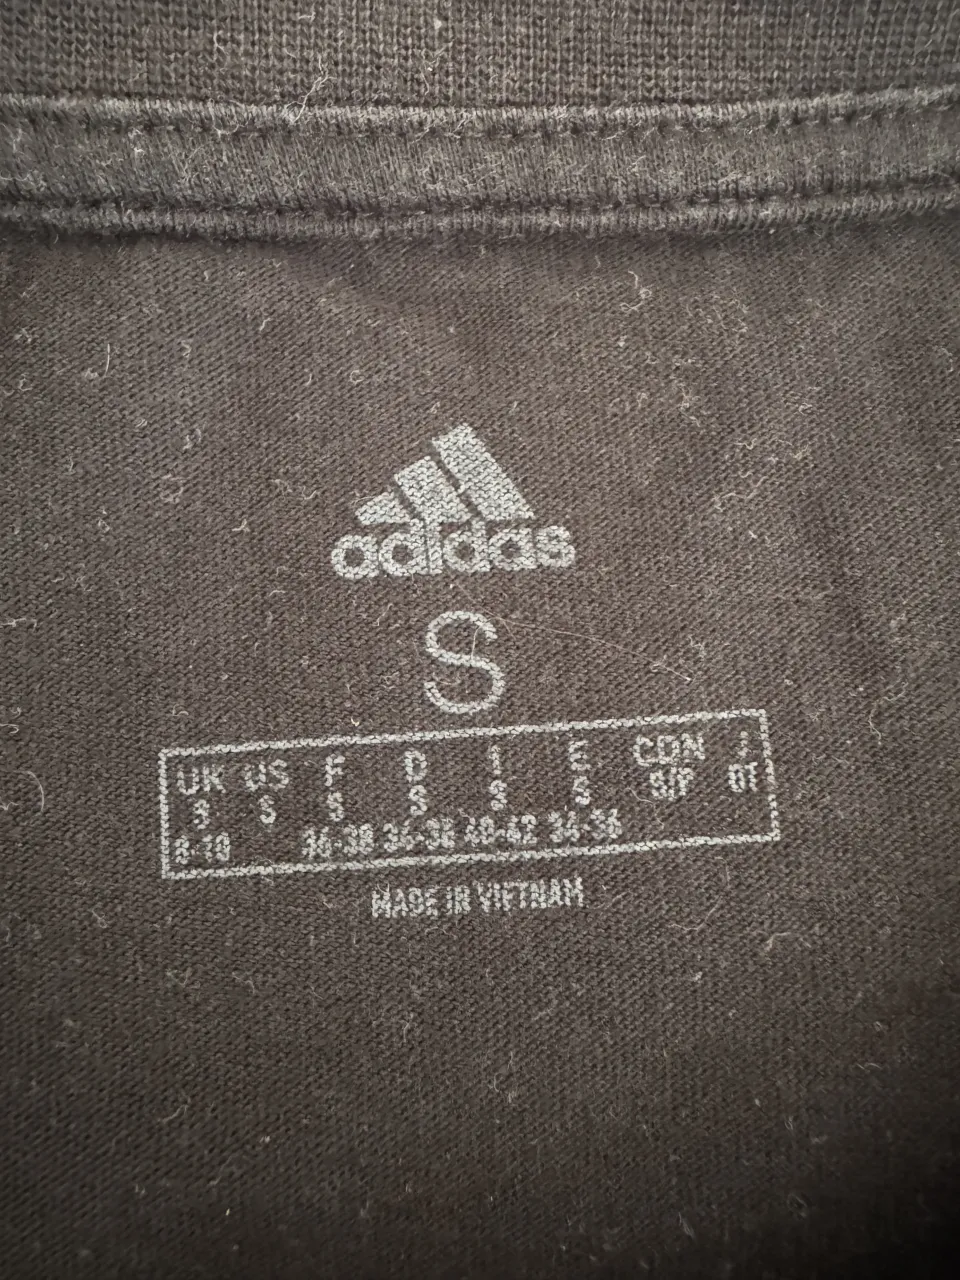 adidas
S
UK US F D I E CDN J
S S S S S S S/P OT
8-10 36-38 34-36 40-42 34-36
MADE IN VIETNAM